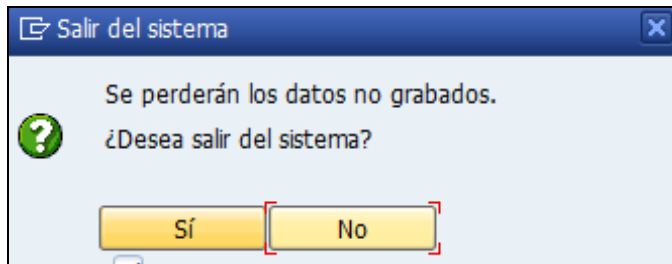 Salir del sistema
Se perderán los datos no grabados.
¿Desea salir del sistema?
Sí
No